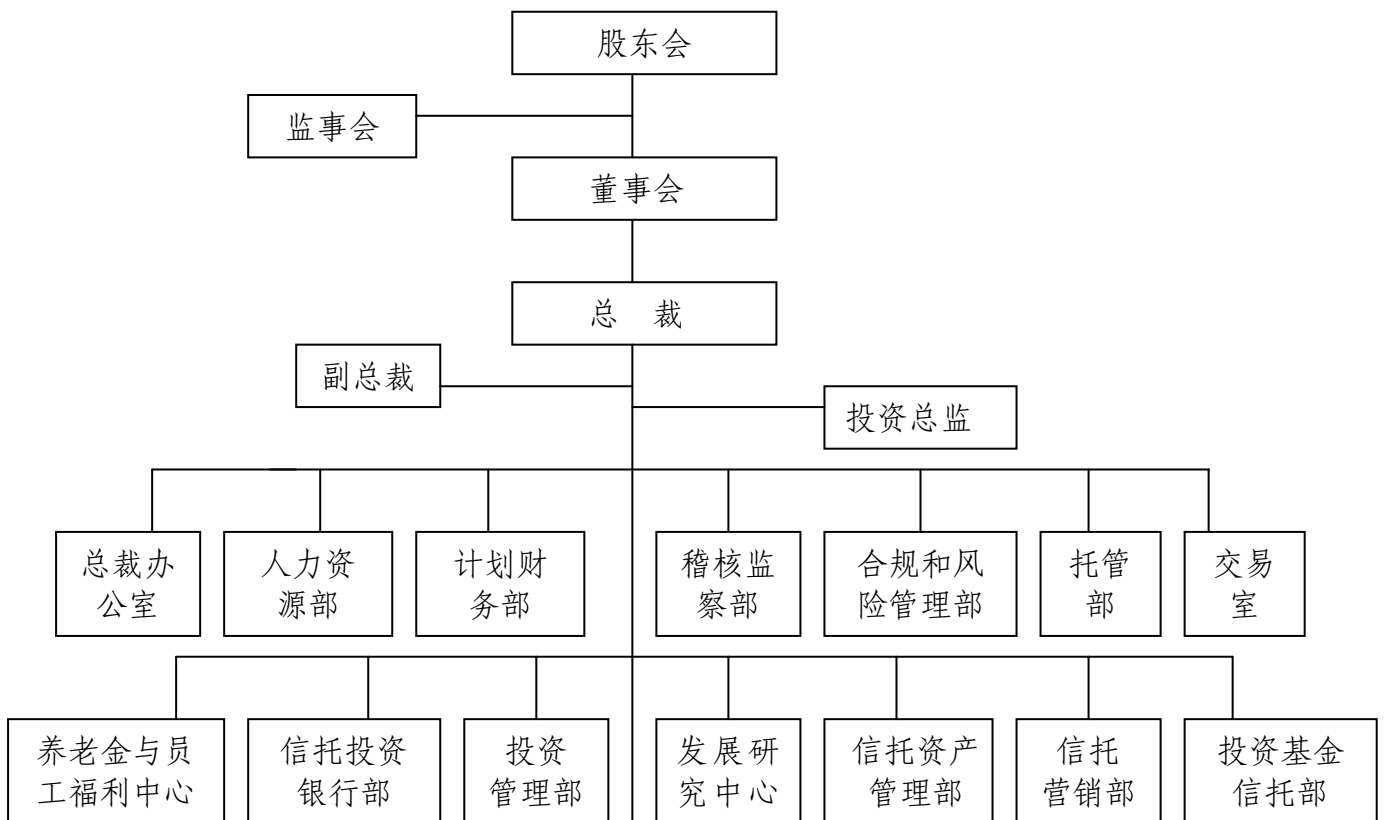 股东会
监事会
董事会
总 裁
副总裁
投资总监
总裁办
公室
人力资
源部
计划财
务部
稽核监
察部
合规和风
险管理部
托管
部
交易
室
养老金与员
工福利中心
信托投资
银行部
投资
管理部
发展研
究中心
信托资产
管理部
信托
营销部
投资基金
信托部